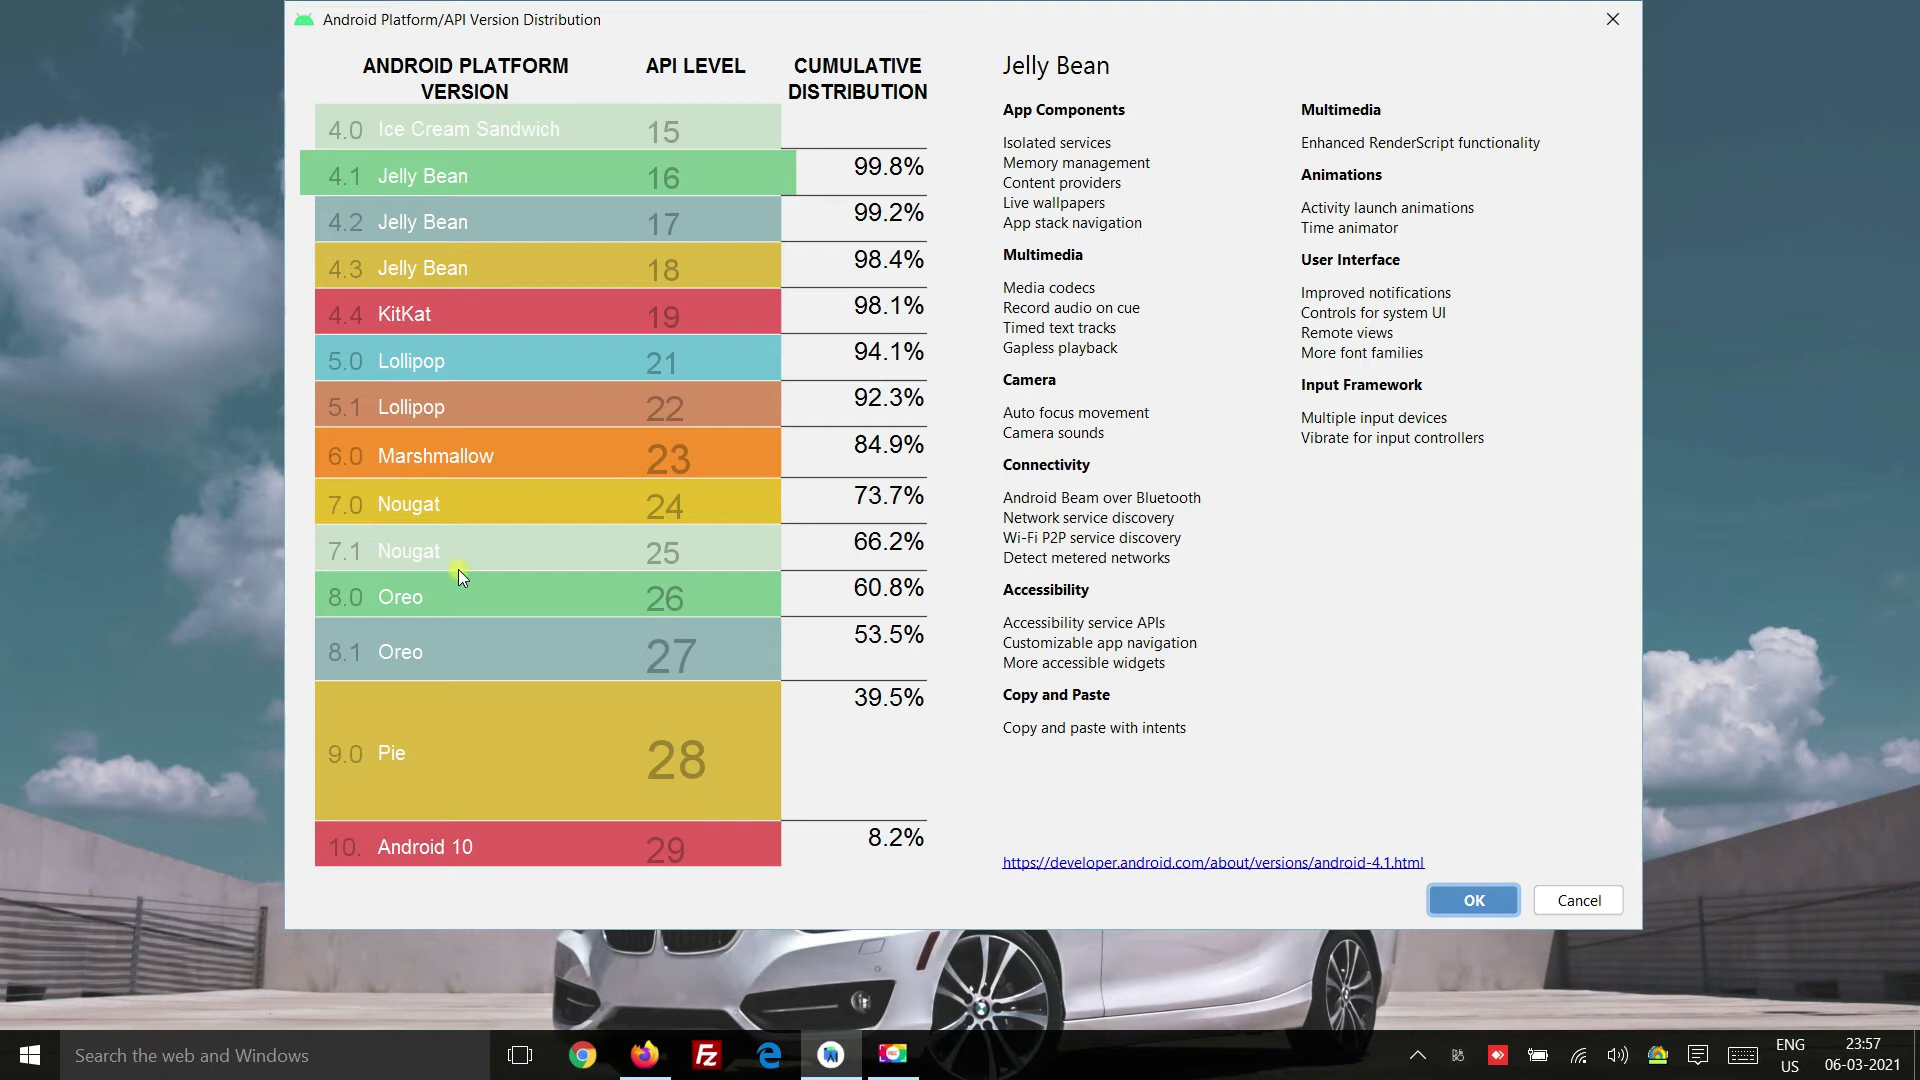 Android Platform/API Version Distribution
ANDROID PLATFORM VERSION
API LEVEL
CUMULATIVE DISTRIBUTION
4.0 Ice Cream Sandwich 15
4.1 Jelly Bean 16 99.8%
4.2 Jelly Bean 17 99.2%
4.3 Jelly Bean 18 98.4%
4.4 KitKat 19 98.1%
5.0 Lollipop 21 94.1%
5.1 Lollipop 22 92.3%
6.0 Marshmallow 23 84.9%
7.0 Nougat 24 73.7%
7.1 Nougat 25 66.2%
8.0 Oreo 26 60.8%
8.1 Oreo 27 53.5%
9.0 Pie 28 39.5%
10. Android 10 29 8.2%
Jelly Bean
App Components
Isolated services
Memory management
Content providers
Live wallpapers
App stack navigation
Multimedia
Media codecs
Record audio on cue
Timed text tracks
Gapless playback
Camera
Auto focus movement
Camera sounds
Connectivity
Android Beam over Bluetooth
Network service discovery
Wi-Fi P2P service discovery
Detect metered networks
Accessibility
Accessibility service APIs
Customizable app navigation
More accessible widgets
Copy and Paste
Copy and paste with intents
Multimedia
Enhanced RenderScript functionality
Animations
Activity launch animations
Time animator
User Interface
Improved notifications
Controls for system UI
Remote views
More font families
Input Framework
Multiple input devices
Vibrate for input controllers
https://developer.android.com/about/versions/android-4.1.html
OK
Cancel
Search the web and Windows
Fz
ENG
US
23:57
06-03-2021